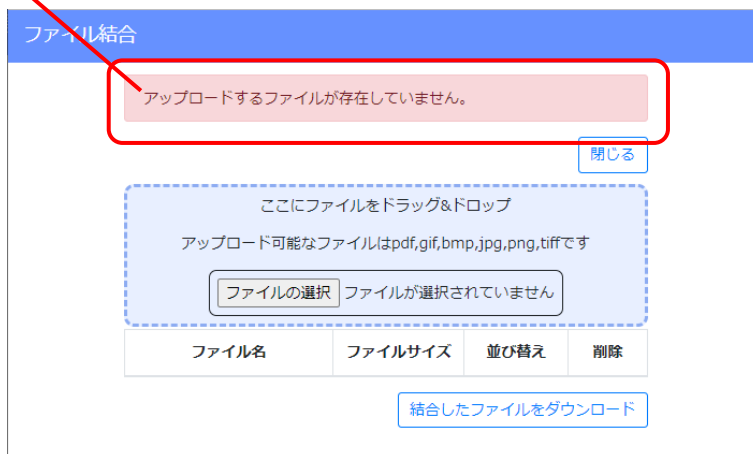 ファイル結合
アップロードするファイルが存在していません。
閉じる
ここにファイルをドラッグ&ドロップ
アップロード可能なファイルはpdf,gif,bmp,jpg,png,tiffです
ファイルの選択 ファイルが選択されていません
ファイル名 ファイルサイズ 並び替え 削除
結合したファイルをダウンロード